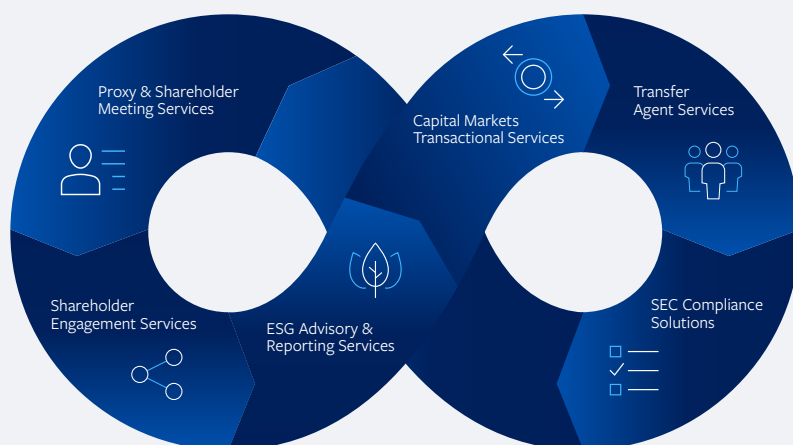 Proxy & Shareholder
Meeting Services
Capital Markets
Transactional Services
Transfer
Agent Services
Shareholder
Engagement Services
ESG Advisory &
Reporting Services
SEC Compliance
Solutions